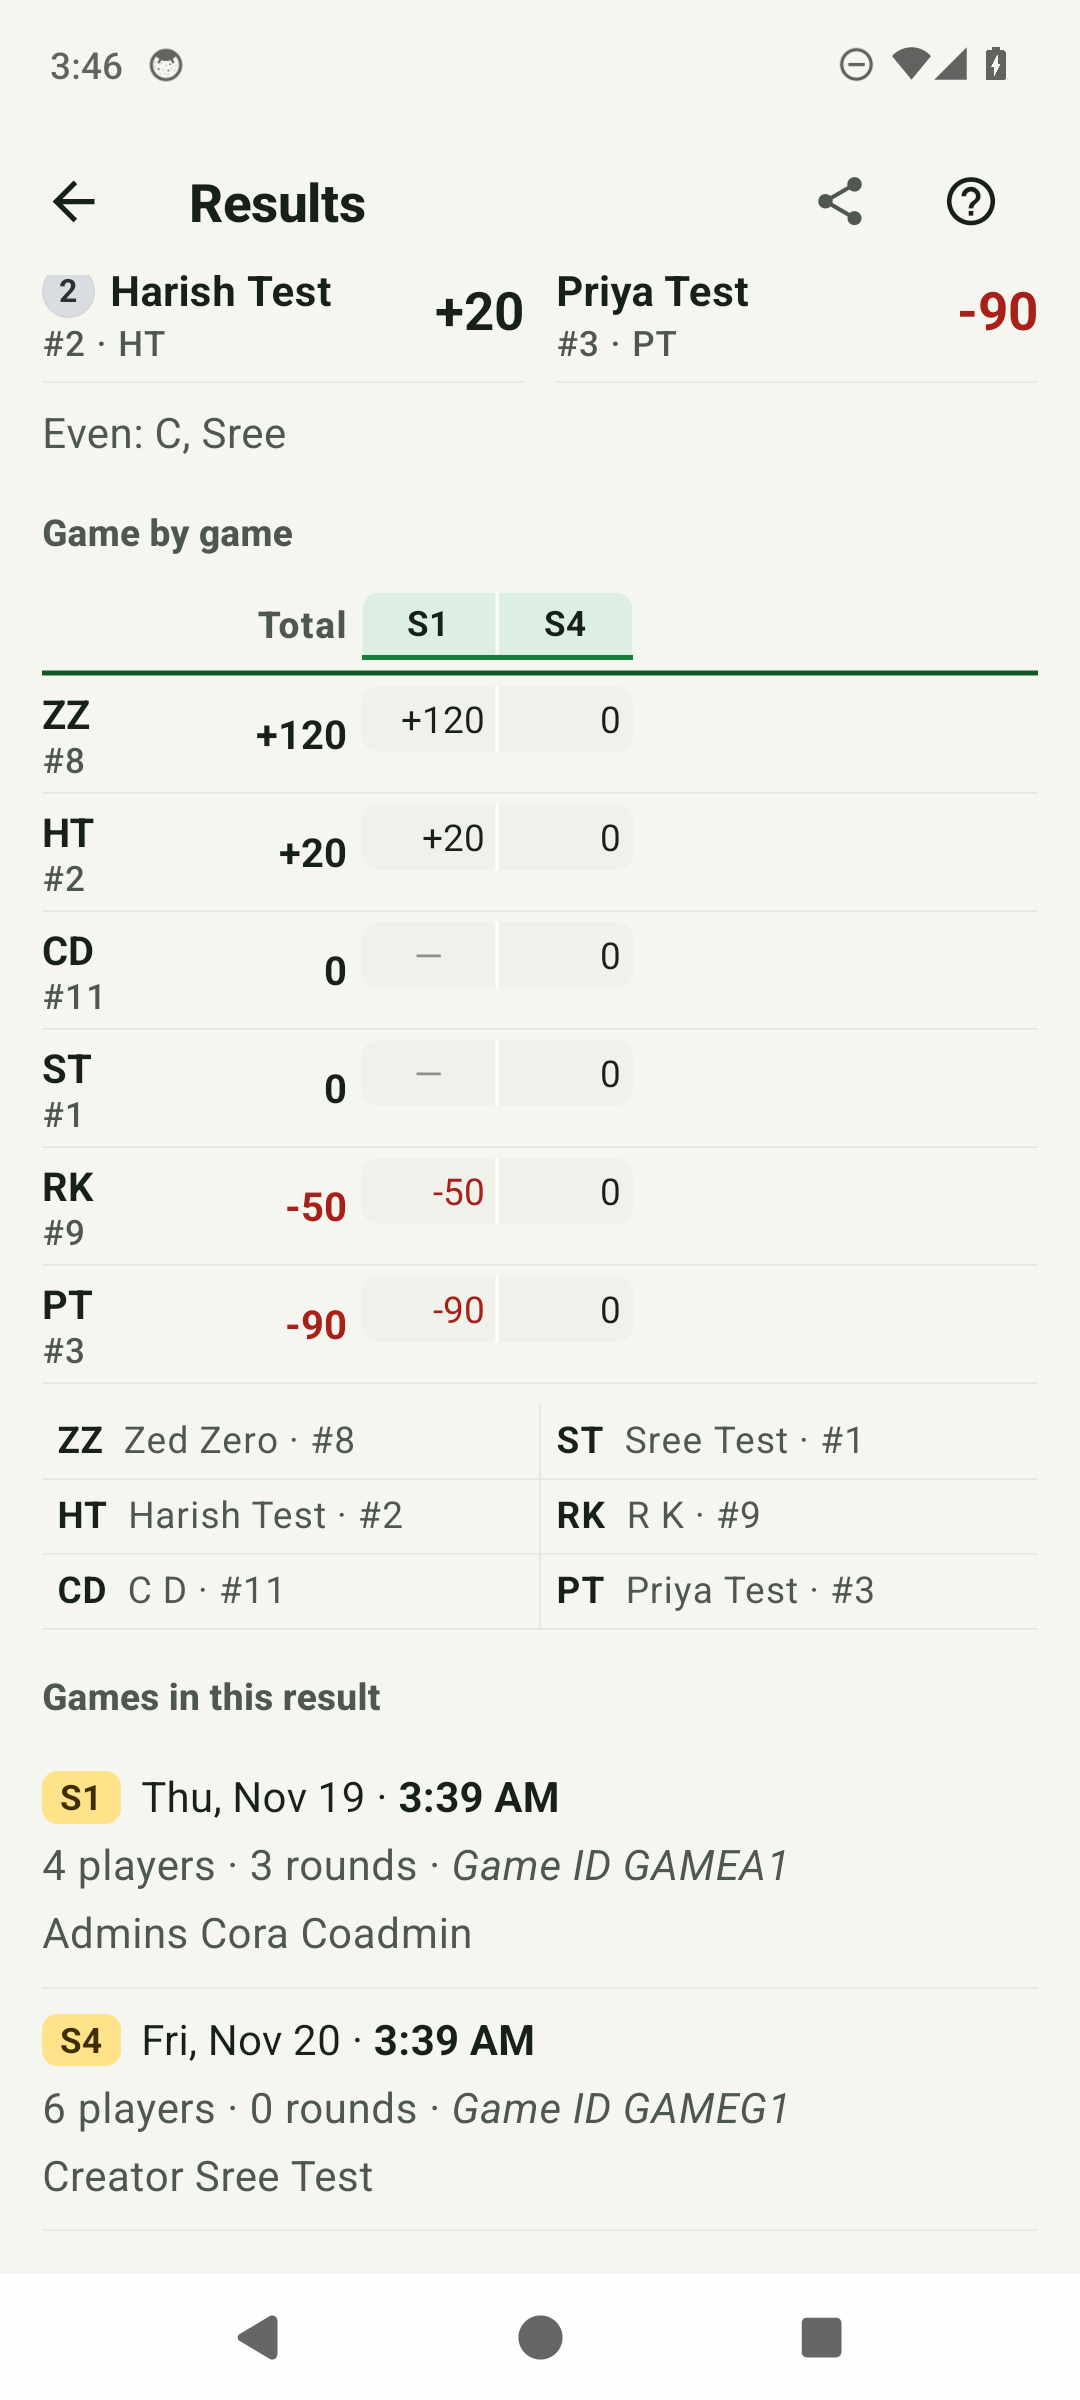 3:46
Results
2 Harish Test +20
#2 · HT
Priya Test -90
#3 · PT
Even: C, Sree
Game by game
Total S1 S4
ZZ +120 +120 0
#8
HT +20 +20 0
#2
CD 0 — 0
#11
ST 0 — 0
#1
RK -50 -50 0
#9
PT -90 -90 0
#3
ZZ Zed Zero · #8
ST Sree Test · #1
HT Harish Test · #2
RK R K · #9
CD C D · #11
PT Priya Test · #3
Games in this result
S1 Thu, Nov 19 · 3:39 AM
4 players · 3 rounds · Game ID GAMEA1
Admins Cora Coadmin
S4 Fri, Nov 20 · 3:39 AM
6 players · 0 rounds · Game ID GAMEG1
Creator Sree Test